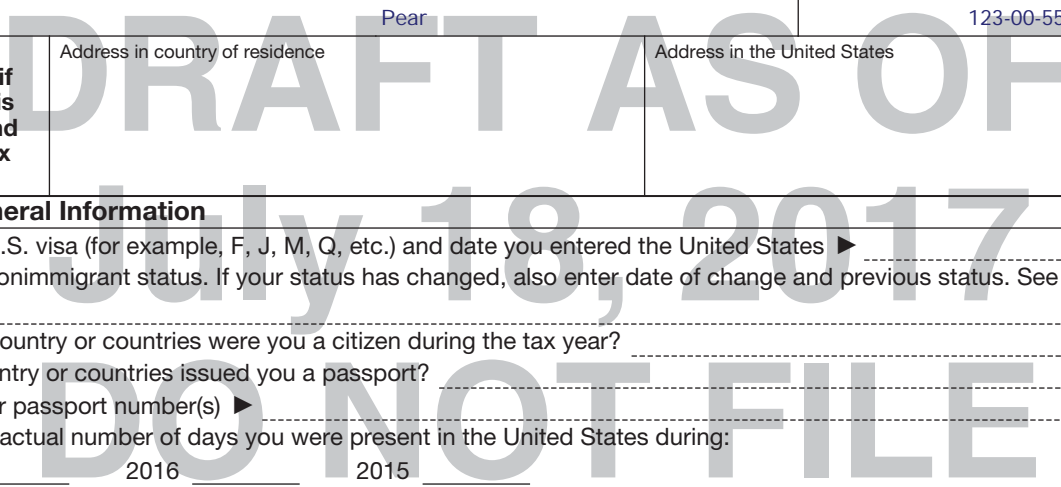 Pear 123-00-55
Address in country of residence Address in the United States
if
is
nd
x
neral Information
.S. visa (for example, F, J, M, Q, etc.) and date you entered the United States ▶
onimmigrant status. If your status has changed, also enter date of change and previous status. See
ountry or countries were you a citizen during the tax year?
ntry or countries issued you a passport?
r passport number(s) ▶
actual number of days you were present in the United States during:
2016 2015
DRAFT AS OF
July 18, 2017
DO NOT FILE